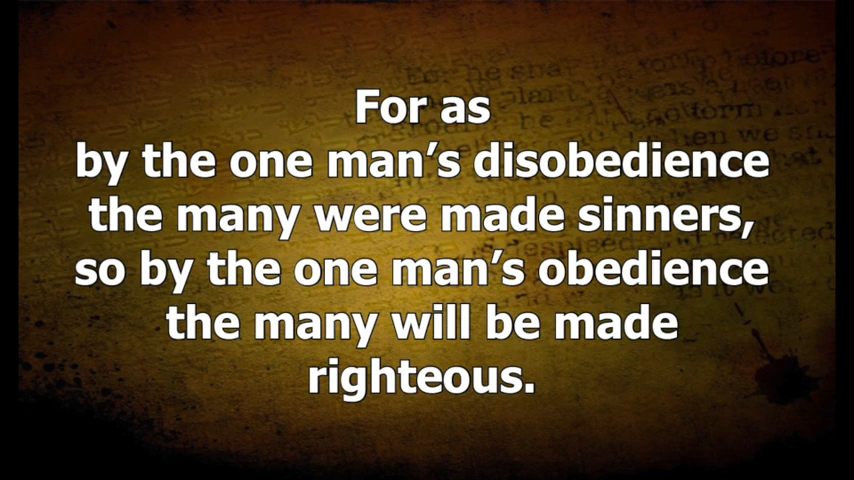 For as
by the one man’s disobedience
the many were made sinners,
so by the one man’s obedience
the many will be made
righteous.